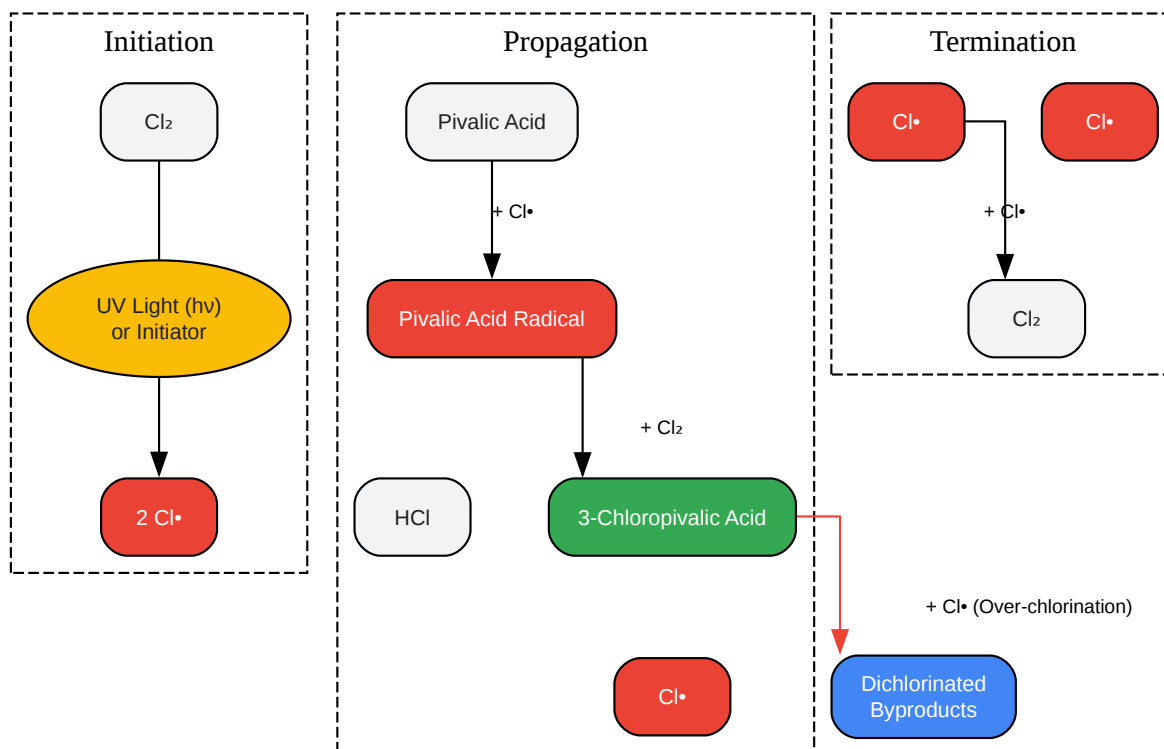 Initiation
Cl₂
UV Light (hν)
or Initiator
2 Cl•
Propagation
Pivalic Acid
+ Cl•
Pivalic Acid Radical
+ Cl₂
HCl
3-Chloropivalic Acid
Cl•
Termination
Cl•
Cl•
+ Cl•
Cl₂
+ Cl• (Over-chlorination)
Dichlorinated
Byproducts